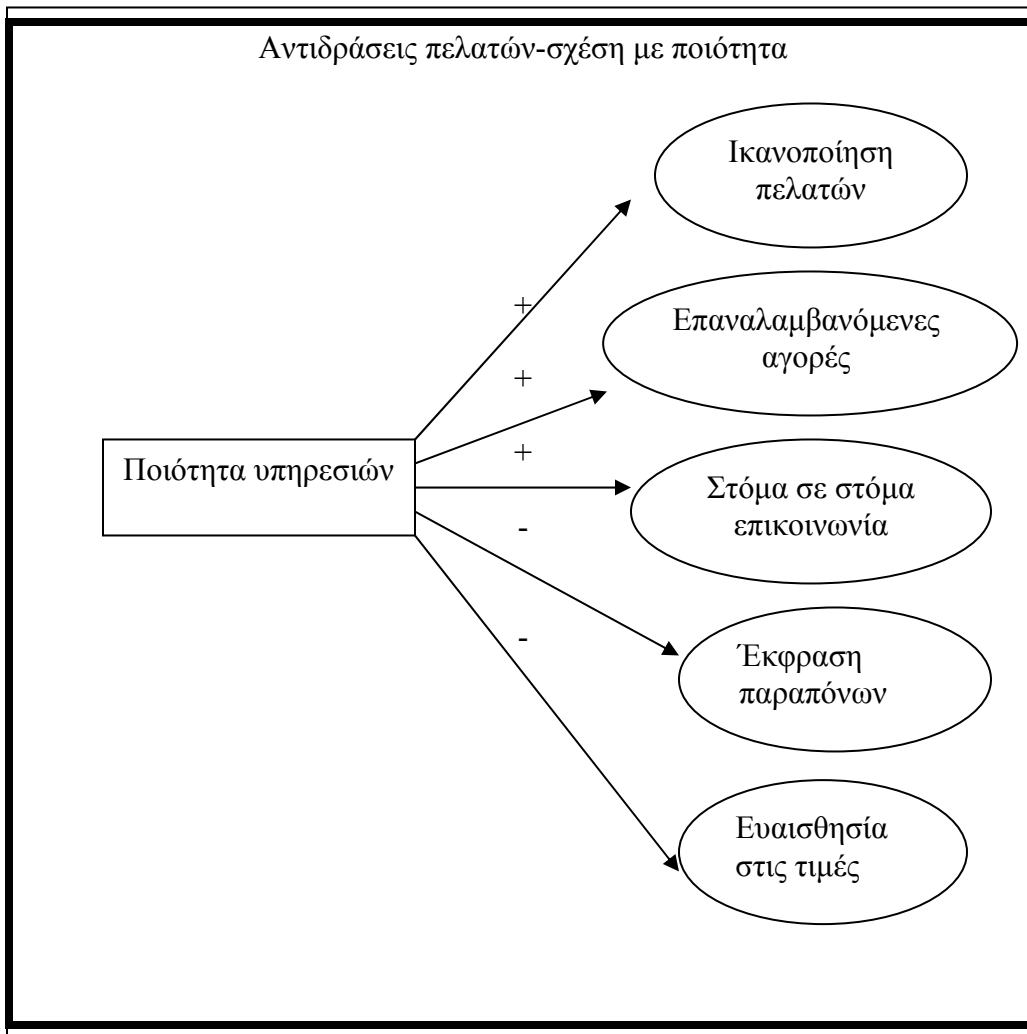 Αντιδράσεις πελατών-σχέση με ποιότητα
Ικανοποίηση
πελατών
+
Επαναλαμβανόμενες
αγορές
+
+
Ποιότητα υπηρεσιών
Στόμα σε στόμα
επικοινωνία
-
-
Έκφραση
παραπόνων
Ευαισθησία
στις τιμές